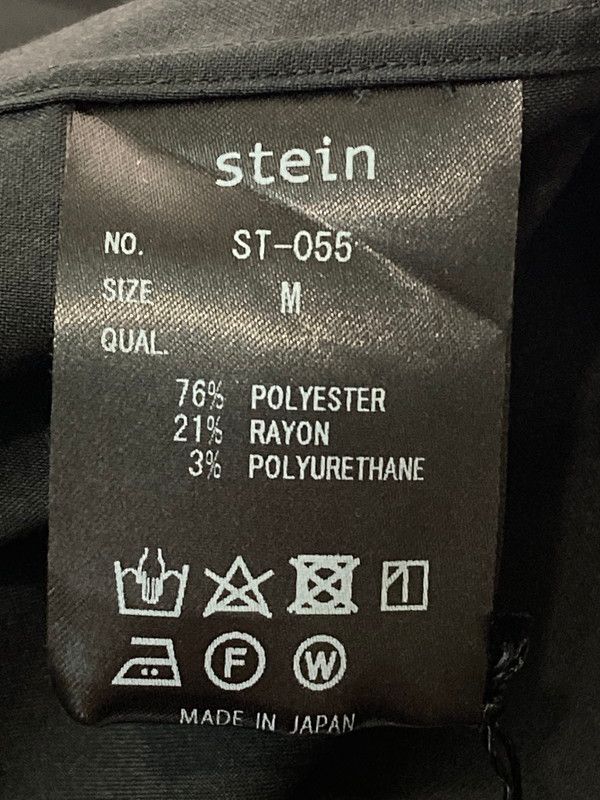 stein
NO. ST-055
SIZE M
QUAL.
76% POLYESTER
21% RAYON
3% POLYURETHANE
F W
MADE IN JAPAN